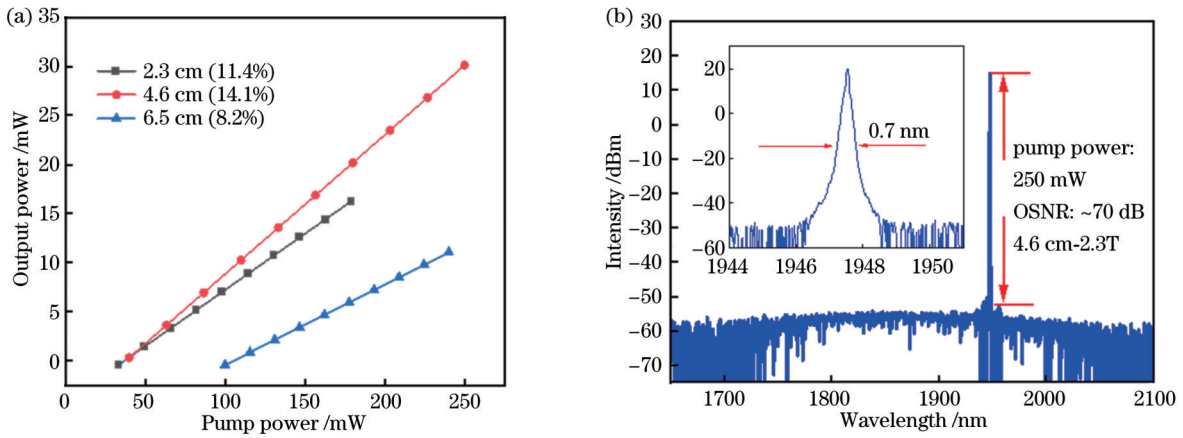 (a)
35
30
25
20
15
10
5
0
Output power /mW
2.3 cm (11.4%)
4.6 cm (14.1%)
6.5 cm (8.2%)
0 50 100 150 200 250
Pump power /mW
(b)
30
20
10
0
−10
−20
−30
−40
−50
−60
−70
Intensity /dBm
20
0
−20
−40
−60
0.7 nm
1944 1946 1948 1950
pump power:
250 mW
OSNR: ~70 dB
4.6 cm-2.3T
1700 1800 1900 2000 2100
Wavelength /nm